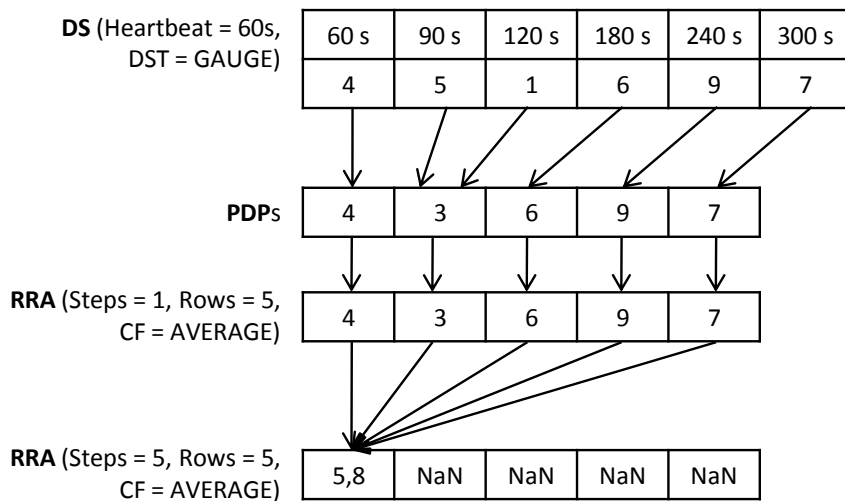 DS (Heartbeat = 60s,
DST = GAUGE)
60 s 90 s 120 s 180 s 240 s 300 s
4 5 1 6 9 7
PDPs
4 3 6 9 7
RRA (Steps = 1, Rows = 5,
CF = AVERAGE)
4 3 6 9 7
RRA (Steps = 5, Rows = 5,
CF = AVERAGE)
5,8 NaN NaN NaN NaN